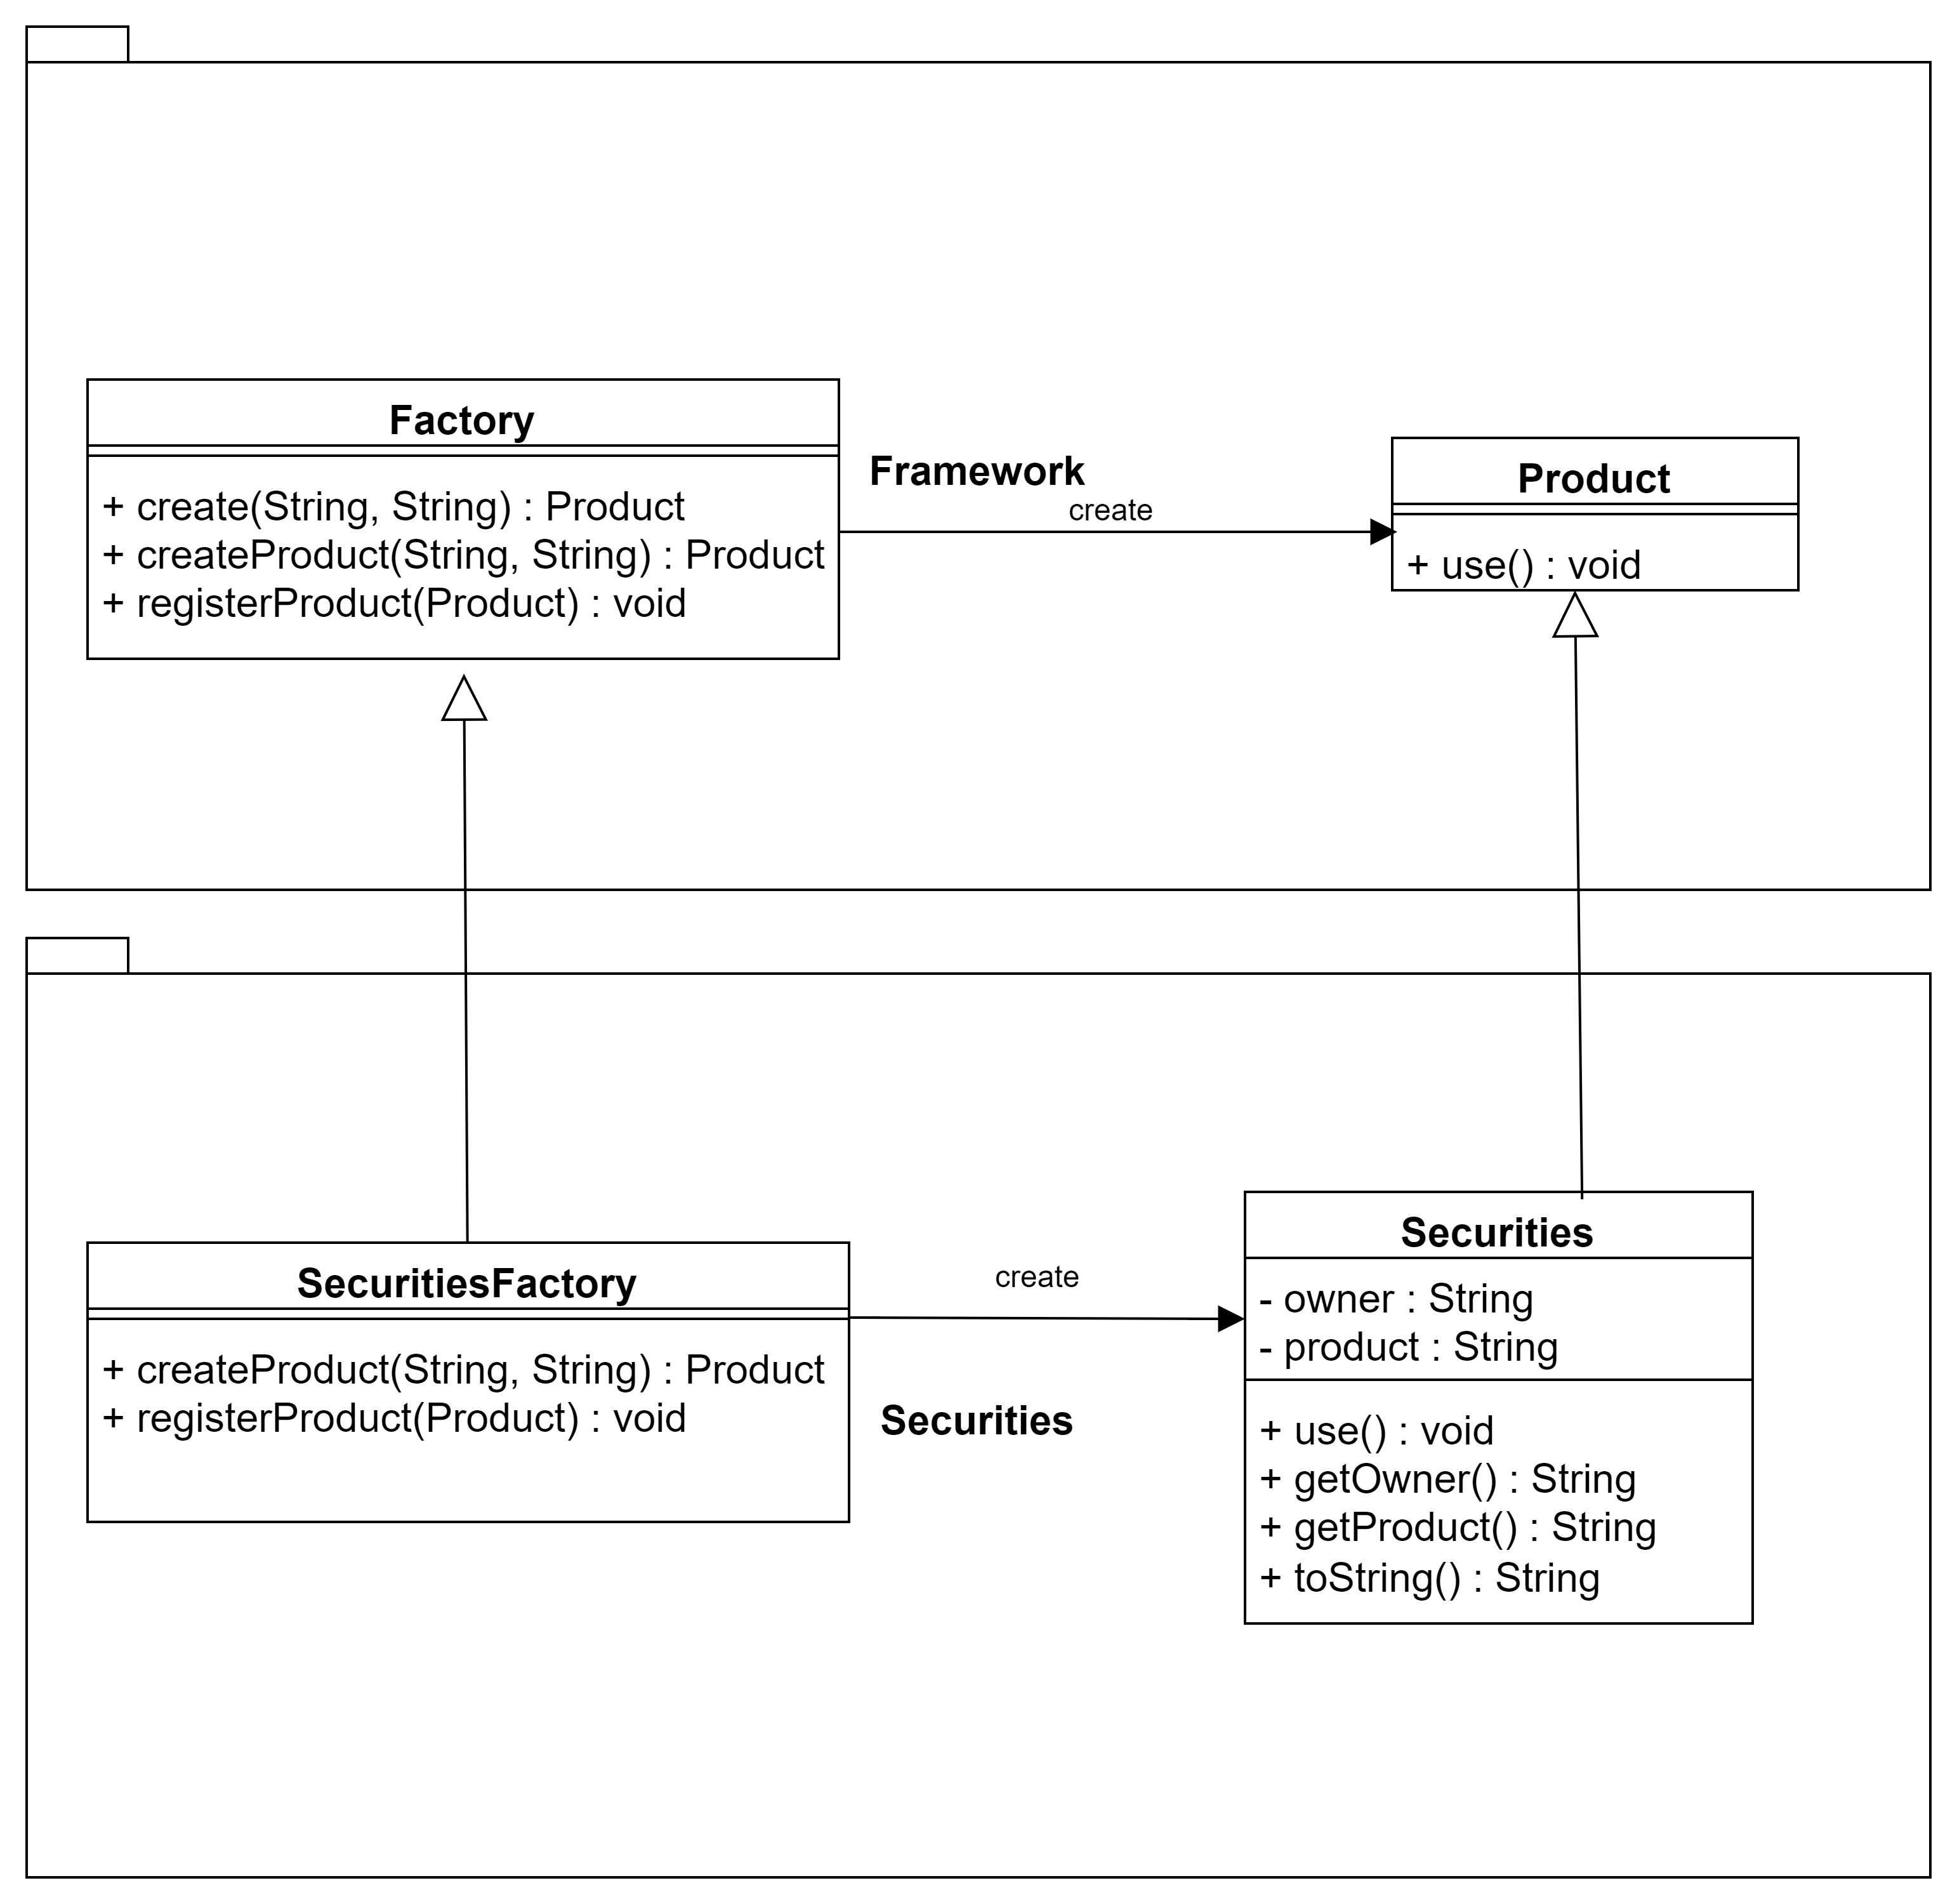 Factory
+ create(String, String) : Product
+ createProduct(String, String) : Product
+ registerProduct(Product) : void
Framework
create
Product
+ use() : void
SecuritiesFactory
+ createProduct(String, String) : Product
+ registerProduct(Product) : void
create
Securities
Securities
- owner : String
- product : String
+ use() : void
+ getOwner() : String
+ getProduct() : String
+ toString() : String